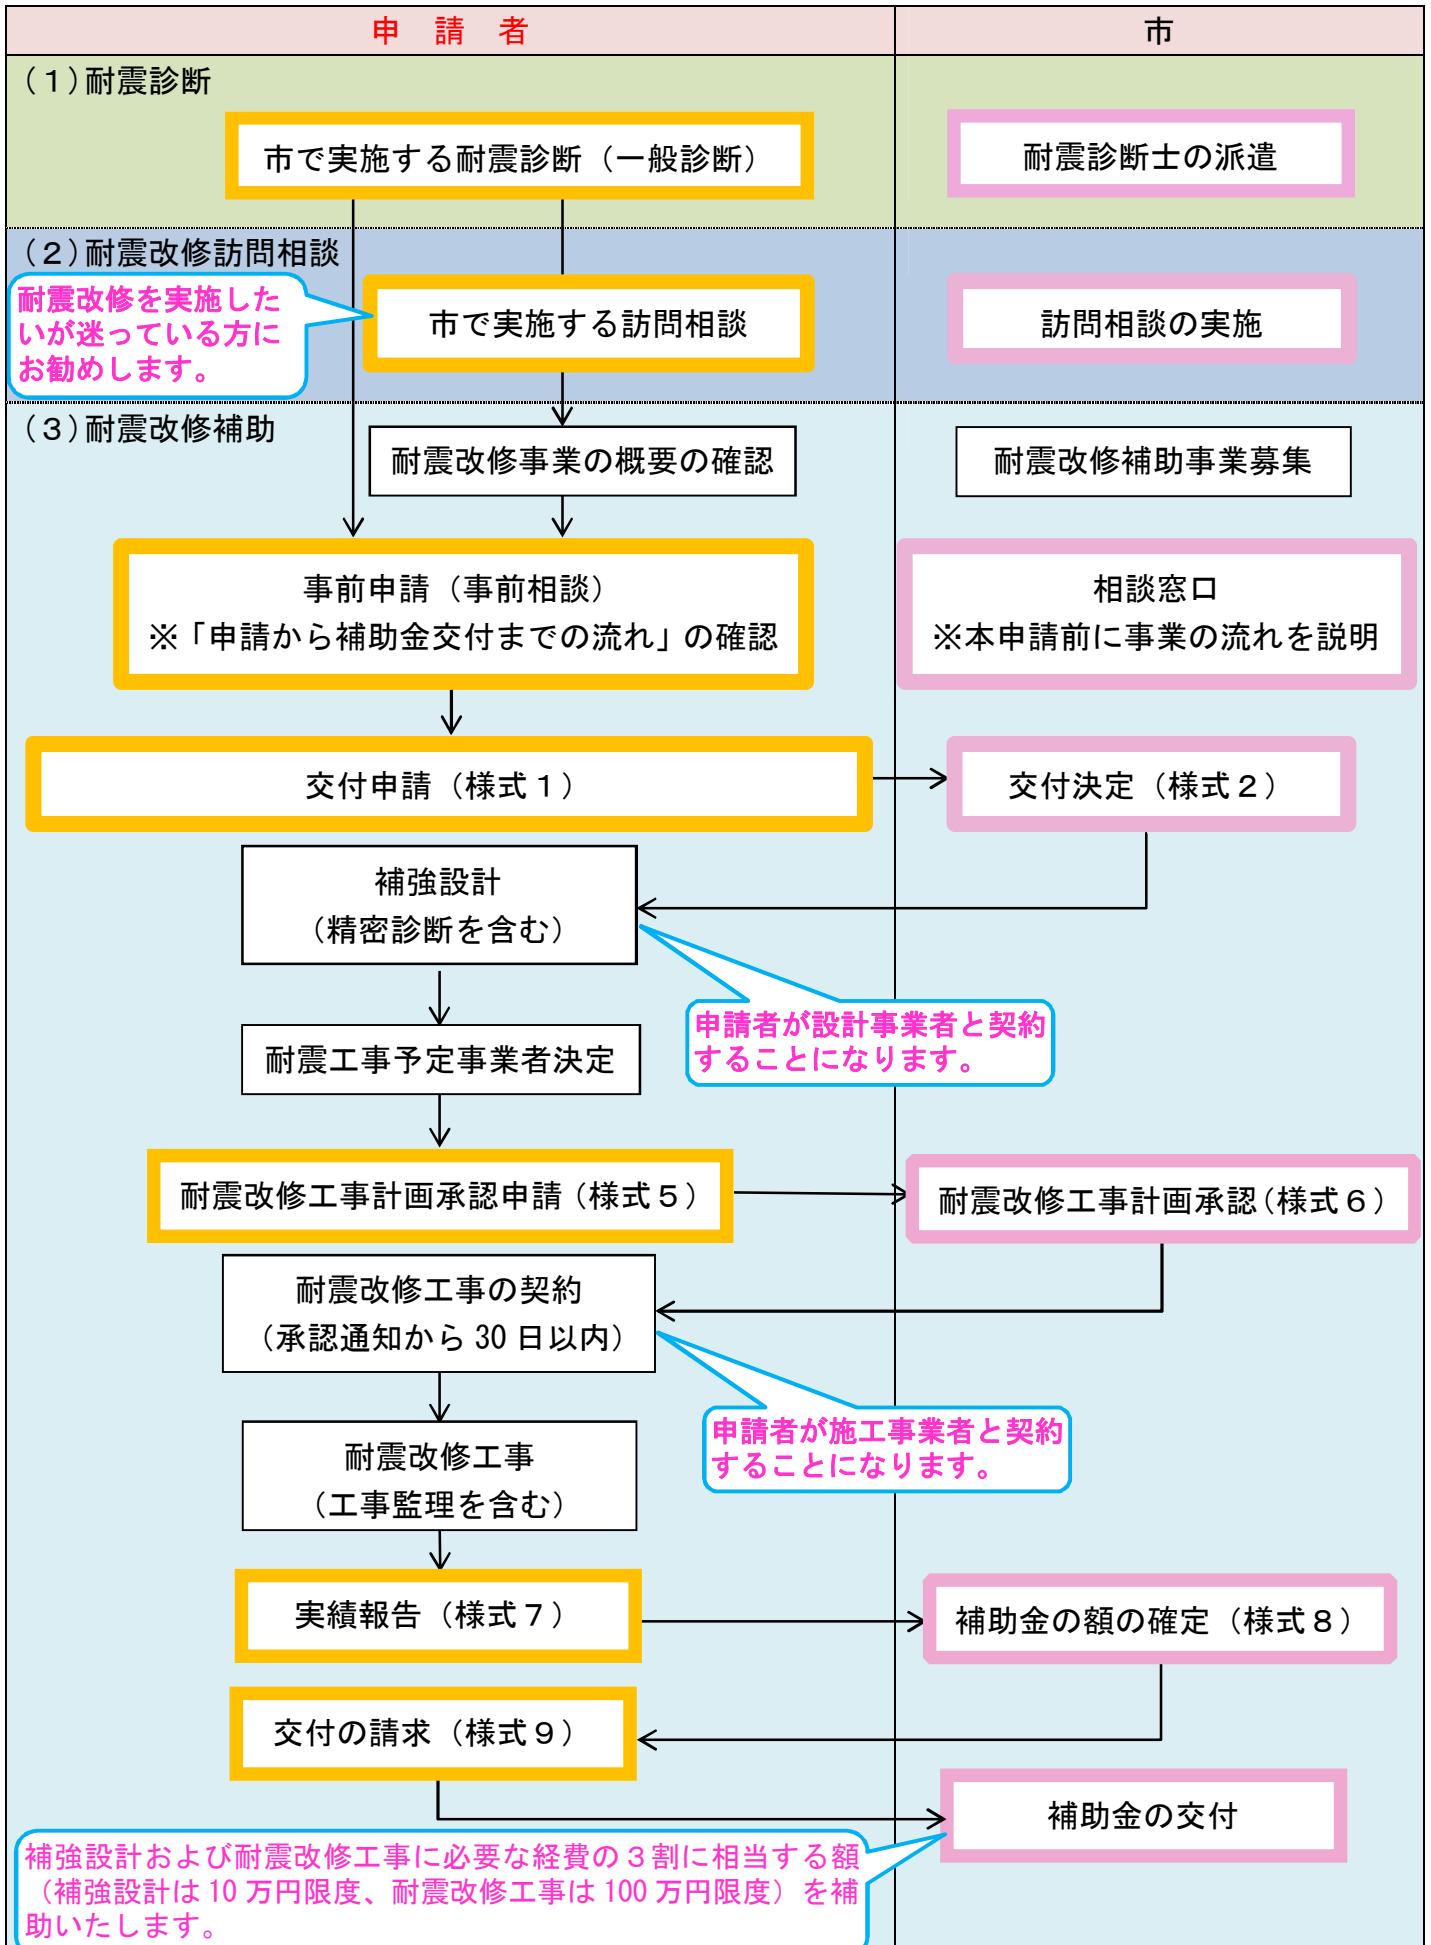 申　請　者
市
（１）耐震診断
市で実施する耐震診断（一般診断）
耐震診断士の派遣
（２）耐震改修訪問相談
耐震改修を実施した
いが迷っている方に
お勧めします。
市で実施する訪問相談
訪問相談の実施
（３）耐震改修補助
耐震改修事業の概要の確認
耐震改修補助事業募集
事前申請（事前相談）
※「申請から補助金交付までの流れ」の確認
相談窓口
※本申請前に事業の流れを説明
交付申請（様式１）
交付決定（様式２）
補強設計
（精密診断を含む）
申請者が設計事業者と契約
することになります。
耐震工事予定事業者決定
耐震改修工事計画承認申請（様式５）
耐震改修工事計画承認（様式６）
耐震改修工事の契約
（承認通知から 30 日以内）
申請者が施工事業者と契約
することになります。
耐震改修工事
（工事監理を含む）
実績報告（様式７）
補助金の額の確定（様式８）
交付の請求（様式９）
補助金の交付
補強設計および耐震改修工事に必要な経費の３割に相当する額
（補強設計は 10 万円限度、耐震改修工事は 100 万円限度）を補
助いたします。